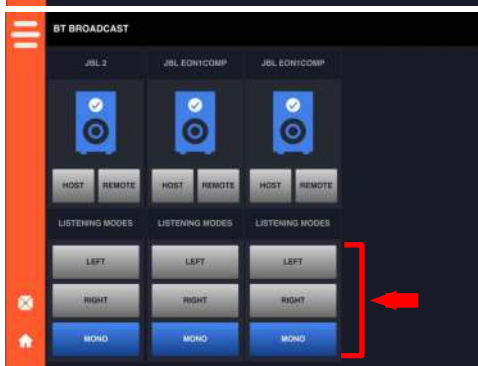 BT BROADCAST
JBL 2 JBL EON1COMP JBL EON1COMP
HOST REMOTE HOST REMOTE HOST REMOTE
LISTENING MODES LISTENING MODES LISTENING MODES
LEFT LEFT LEFT
RIGHT RIGHT RIGHT
MONO MONO MONO